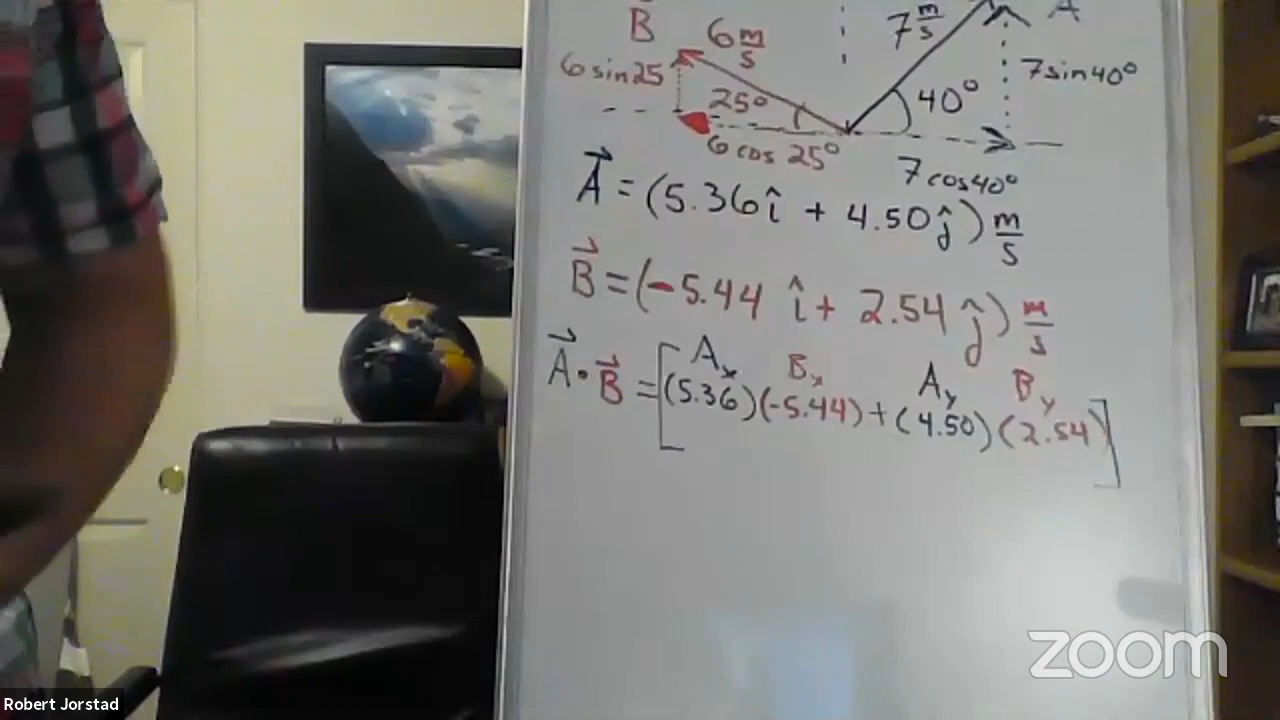 B 6 m/s 7 m/s A
6 sin 25 7 sin 40°
25° 40°
6 cos 25° 7 cos 40°
A = (5.36 î + 4.50 ĵ) m/s
B = (-5.44 î + 2.54 ĵ) m/s
Ax Bx Ay By
A · B = [(5.36)(-5.44) + (4.50)(2.54)]
zoom
Robert Jorstad